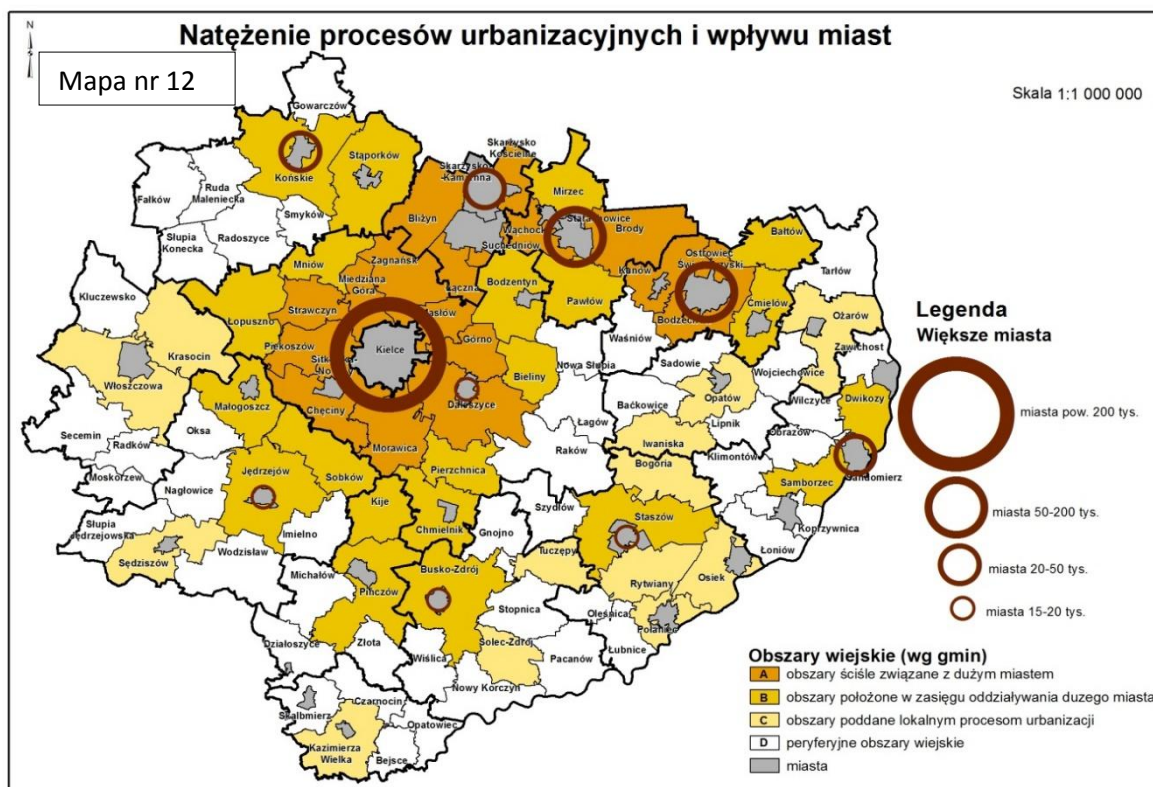 N
Natężenie procesów urbanizacyjnych i wpływu miast
Mapa nr 12
Skala 1:1 000 000
Gowarczów
Końskie
Stąporków
Skarżysko Kościelne
Skarżysko
Kamienna
Mirzec
Fałków
Ruda Maleniecka
Smyków
Bliżyn
Starachowice
Brody
Wąchock
Suchedniów
Słupia Konecka
Radoszyce
Bałtów
Ostrowiec
Świętokrzyski
Tarłów
Mniów
Zagnańsk
Miedziana Góra
Łączna
Bodzentyn
Kunów
Kluczewsko
Łopuszno
Strawczyn
Masłów
Pawłów
Ćmielów
Ożarów
Bodzech
Krasocin
Piekoszów
Kielce
Górno
Waśniów
Zawichost
Włoszczowa
Sitk
No
Bieliny
Nowa Słupia
Sadowie
Wojciechowice
Małogoszcz
Chęciny
Daleszyce
Opatów
Wilczyce
Dwikozy
Baćkowice
Lipnik
Secemin
Oksa
Łagów
Obrazów
Radków
Morawica
Raków
Iwaniska
Klimontów
Moskorzew
Jędrzejów
Sobków
Pierzchnica
Bogoria
Sandomierz
Samborzec
Nagłowice
Kije
Szydłów
Staszów
Koprzywnica
Słupia
Jędrzejowska
Imielno
Chmielnik
Gnojno
Łoniów
Wodzisław
Tuczępy
Sędziszów
Michałów
Busko-Zdrój
Rytwiany
Osiek
Pińczów
Stopnica
Oleśnica
Połaniec
Działoszyce
Złota
Solec-Zdrój
Łubnice
Wiślica
Pacanów
Nowy Korczyn
Skalbmierz
Czarnocin
Opatowiec
Kazimierza
Wielka
Bejsce
Legenda
Większe miasta
miasta pow. 200 tys.
miasta 50-200 tys.
miasta 20-50 tys.
miasta 15-20 tys.
Obszary wiejskie (wg gmin)
A obszary ściśle związane z dużym miastem
B obszary położone w zasięgu oddziaływania duzego miasta
C obszary poddane lokalnym procesom urbanizacji
D peryferyjne obszary wiejskie
miasta